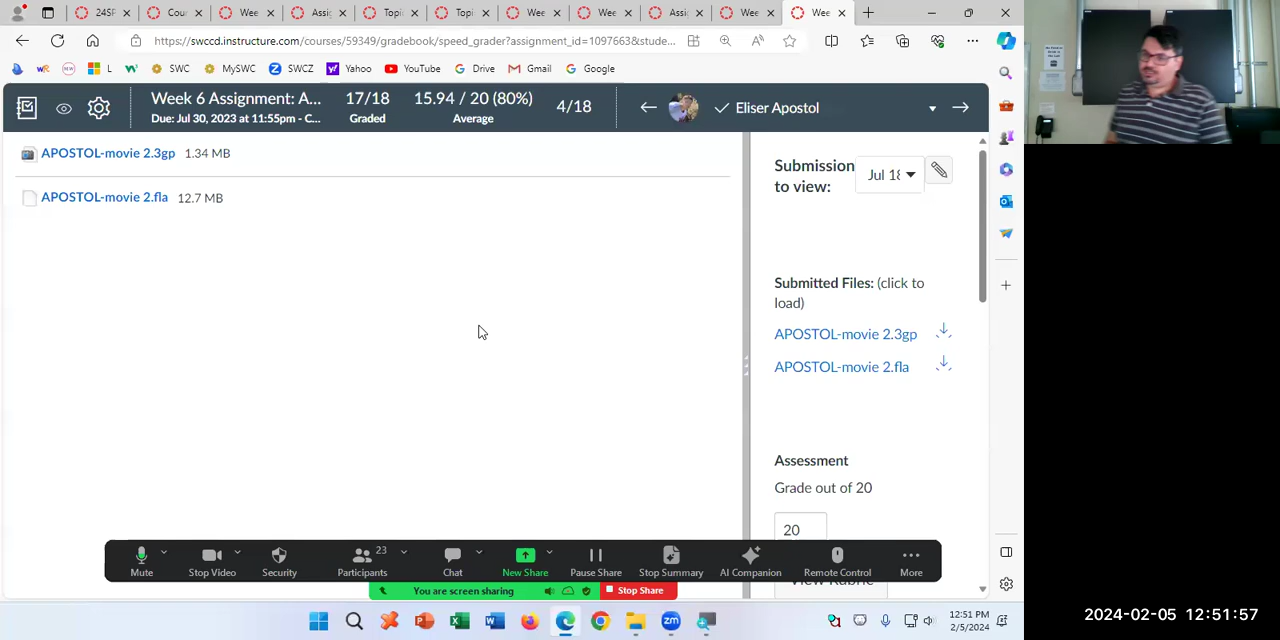 24SP
Cour
Wee
Assig
Topi
Topi
Wee
Wee
Assig
Wee
Wee
https://swccd.instructure.com/courses/59349/gradebook/speed_grader?assignment_id=1097663&stude...
L
SWC
MySWC
SWCZ
Yahoo
YouTube
Drive
Gmail
Google
Week 6 Assignment: A...
Due: Jul 30, 2023 at 11:55pm - C...
17/18
Graded
15.94 / 20 (80%)
Average
4/18
Eliser Apostol
APOSTOL-movie 2.3gp 1.34 MB
APOSTOL-movie 2.fla 12.7 MB
Submission
to view:
Jul 18
Submitted Files: (click to
load)
APOSTOL-movie 2.3gp
APOSTOL-movie 2.fla
Assessment
Grade out of 20
20
View Rubric
Mute
Stop Video
Security
Participants
23
Chat
New Share
Pause Share
Stop Summary
AI Companion
Remote Control
More
You are screen sharing
Stop Share
12:51 PM
2/5/2024
2024-02-05 12:51:57